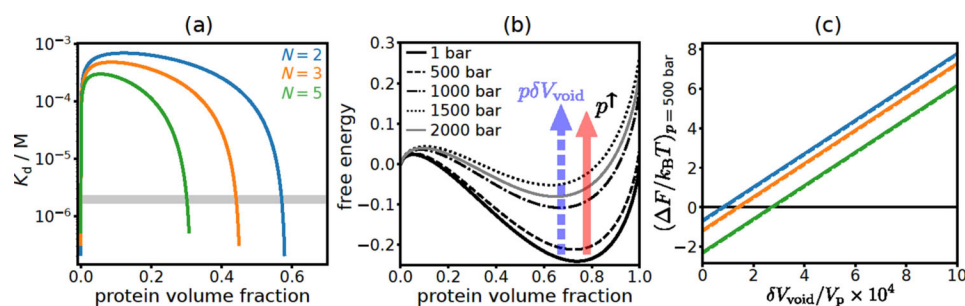 (a)
10⁻³
10⁻⁴
10⁻⁵
10⁻⁶
K_d / M
N = 2
N = 3
N = 5
0.0 0.2 0.4 0.6
protein volume fraction
(b)
0.3
0.2
0.1
0.0
−0.1
−0.2
free energy
1 bar
500 bar
1000 bar
1500 bar
2000 bar
pδV_void
p↑
0.0 0.2 0.4 0.6 0.8 1.0
protein volume fraction
(c)
8
6
4
2
0
−2
(ΔF/k_BT)_{p = 500 bar}
0 2 4 6 8 10
δV_void/V_p × 10⁴